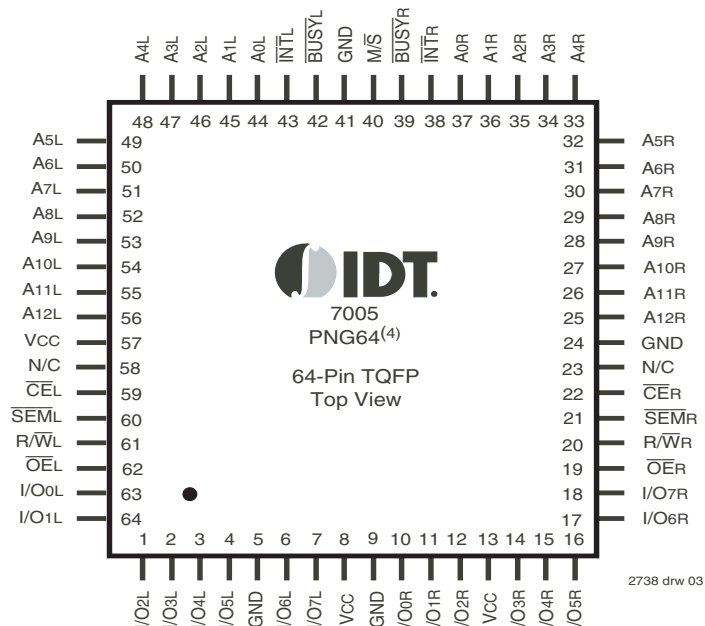 A4L A3L A2L A1L A0L INTL BUSYL GND M/S BUSYR INTR A0R A1R A2R A3R A4R
48 47 46 45 44 43 42 41 40 39 38 37 36 35 34 33
A5L 49 32 A5R
A6L 50 31 A6R
A7L 51 30 A7R
A8L 52 29 A8R
A9L 53 28 A9R
A10L 54 27 A10R
A11L 55 26 A11R
A12L 56 25 A12R
VCC 57 24 GND
N/C 58 23 N/C
CEL 59 22 CER
SEML 60 21 SEMR
R/WL 61 20 R/WR
OEL 62 19 OER
I/O0L 63 18 I/O7R
I/O1L 64 17 I/O6R
IDT.
7005
PNG64(4)
64-Pin TQFP
Top View
1 2 3 4 5 6 7 8 9 10 11 12 13 14 15 16
I/O2L I/O3L I/O4L I/O5L GND I/O6L I/O7L VCC GND I/O0R I/O1R I/O2R VCC I/O3R I/O4R I/O5R
2738 drw 03